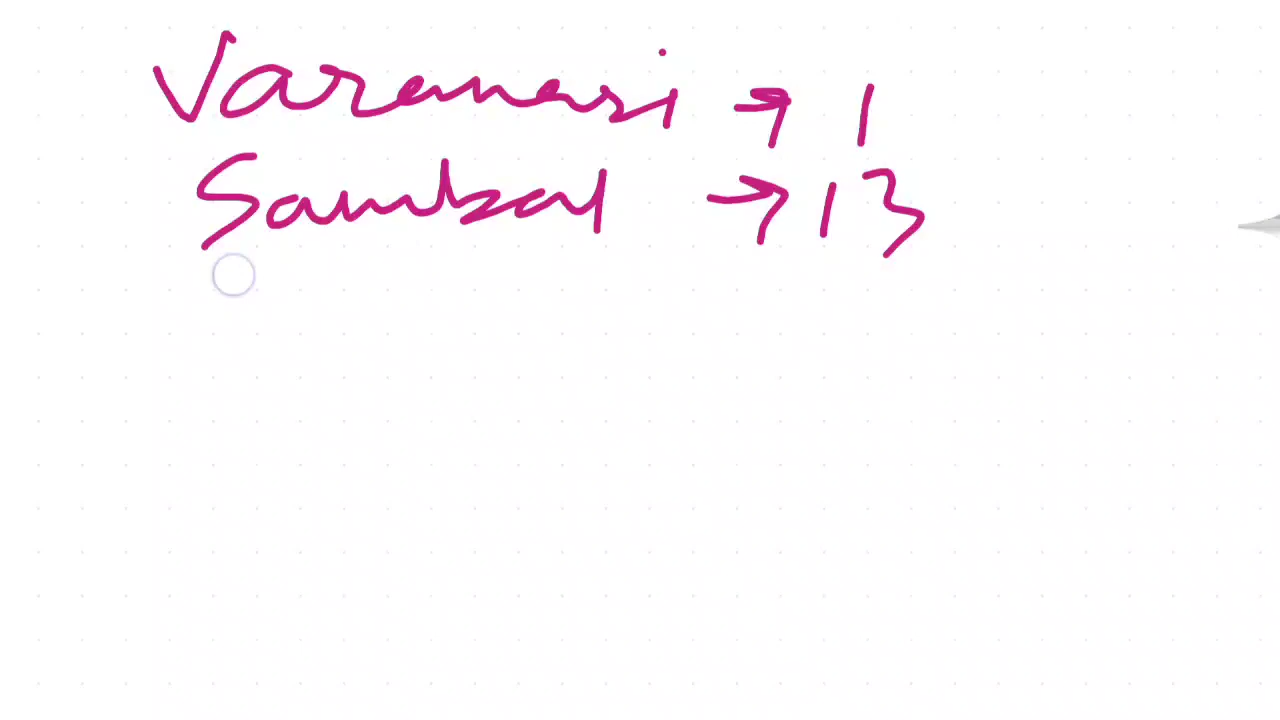 Varanasi → 1
Sambal → 13